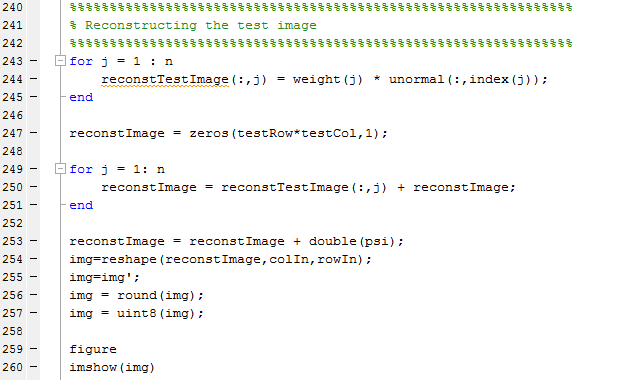 240 %%%%%%%%%%%%%%%%%%%%%%%%%%%%%%%%%%%%%%%%%%%%%%%%%%%%%%%%%%%%%%%
241 % Reconstructing the test image
242 %%%%%%%%%%%%%%%%%%%%%%%%%%%%%%%%%%%%%%%%%%%%%%%%%%%%%%%%%%%%%%%
243 – for j = 1 : n
244 –     reconstTestImage(:,j) = weight(j) * unormal(:,index(j));
245 – end
246
247 – reconstImage = zeros(testRow*testCol,1);
248
249 – for j = 1: n
250 –     reconstImage = reconstTestImage(:,j) + reconstImage;
251 – end
252
253 – reconstImage = reconstImage + double(psi);
254 – img=reshape(reconstImage,colIn,rowIn);
255 – img=img';
256 – img = round(img);
257 – img = uint8(img);
258
259 – figure
260 – imshow(img)